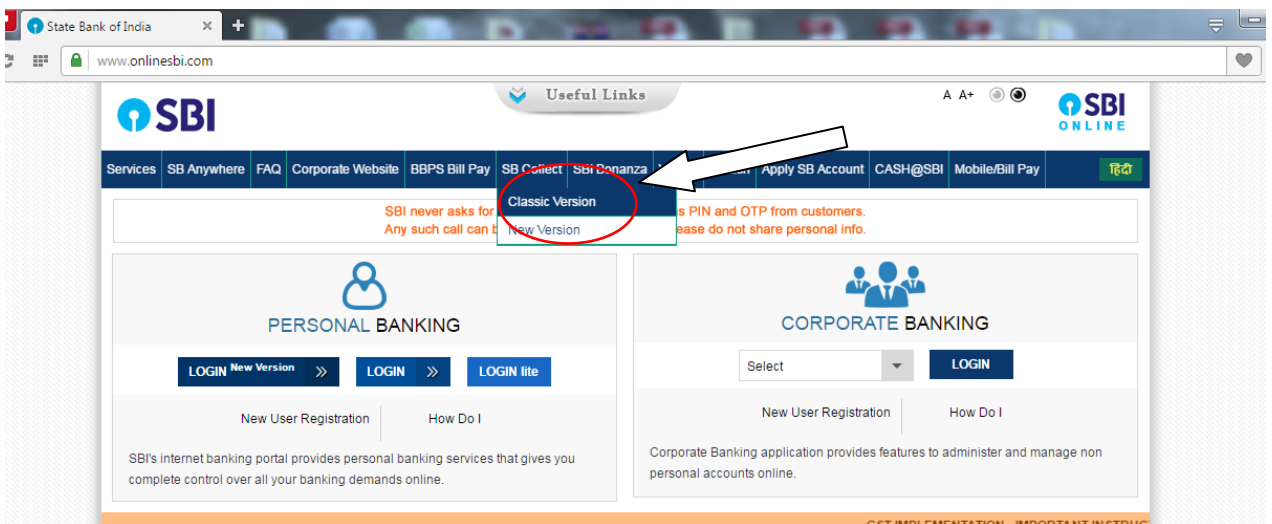 State Bank of India
www.onlinesbi.com
SBI
Useful Links
A A+
SBI
ONLINE
Services SB Anywhere FAQ Corporate Website BBPS Bill Pay SB Collect SBI Bonanza Apply SB Account CASH@SBI Mobile/Bill Pay हिंदी
Classic Version
New Version
SBI never asks for PIN and OTP from customers.
Any such call can do not share personal info.
PERSONAL BANKING
LOGIN New Version LOGIN LOGIN lite
New User Registration How Do I
SBI's internet banking portal provides personal banking services that gives you
complete control over all your banking demands online.
CORPORATE BANKING
Select LOGIN
New User Registration How Do I
Corporate Banking application provides features to administer and manage non
personal accounts online.
GST IMPLEMENTATION IMPORTANT